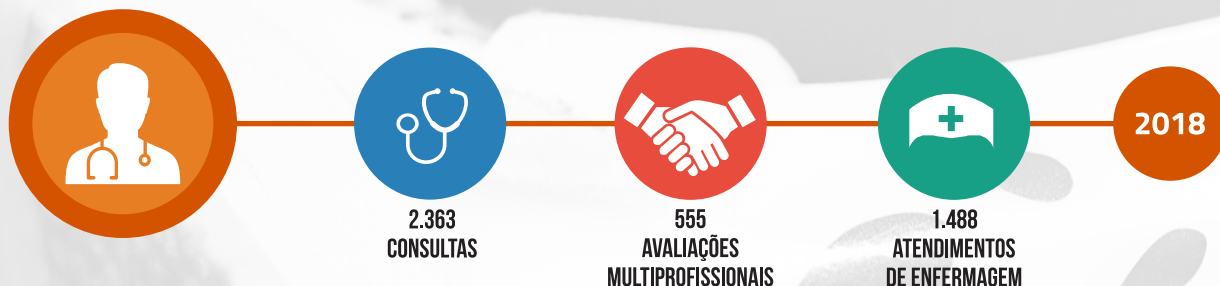 2.363
CONSULTAS
555
AVALIAÇÕES
MULTIPROFISSIONAIS
1.488
ATENDIMENTOS
DE ENFERMAGEM
2018